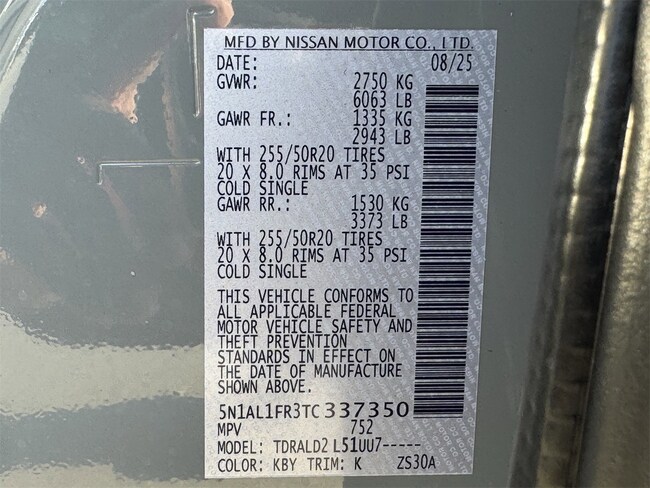 MFD BY NISSAN MOTOR CO., LTD.
DATE: 08/25
GVWR: 2750 KG
6063 LB
GAWR FR.: 1335 KG
2943 LB
WITH 255/50R20 TIRES
20 X 8.0 RIMS AT 35 PSI
COLD SINGLE
GAWR RR.: 1530 KG
3373 LB
WITH 255/50R20 TIRES
20 X 8.0 RIMS AT 35 PSI
COLD SINGLE
THIS VEHICLE CONFORMS TO
ALL APPLICABLE FEDERAL
MOTOR VEHICLE SAFETY AND
THEFT PREVENTION
STANDARDS IN EFFECT ON
THE DATE OF MANUFACTURE
SHOWN ABOVE.
5N1AL1FR3TC337350
MPV 752
MODEL: TDRALD2 L51UU7-----
COLOR: KBY TRIM: K ZS30A